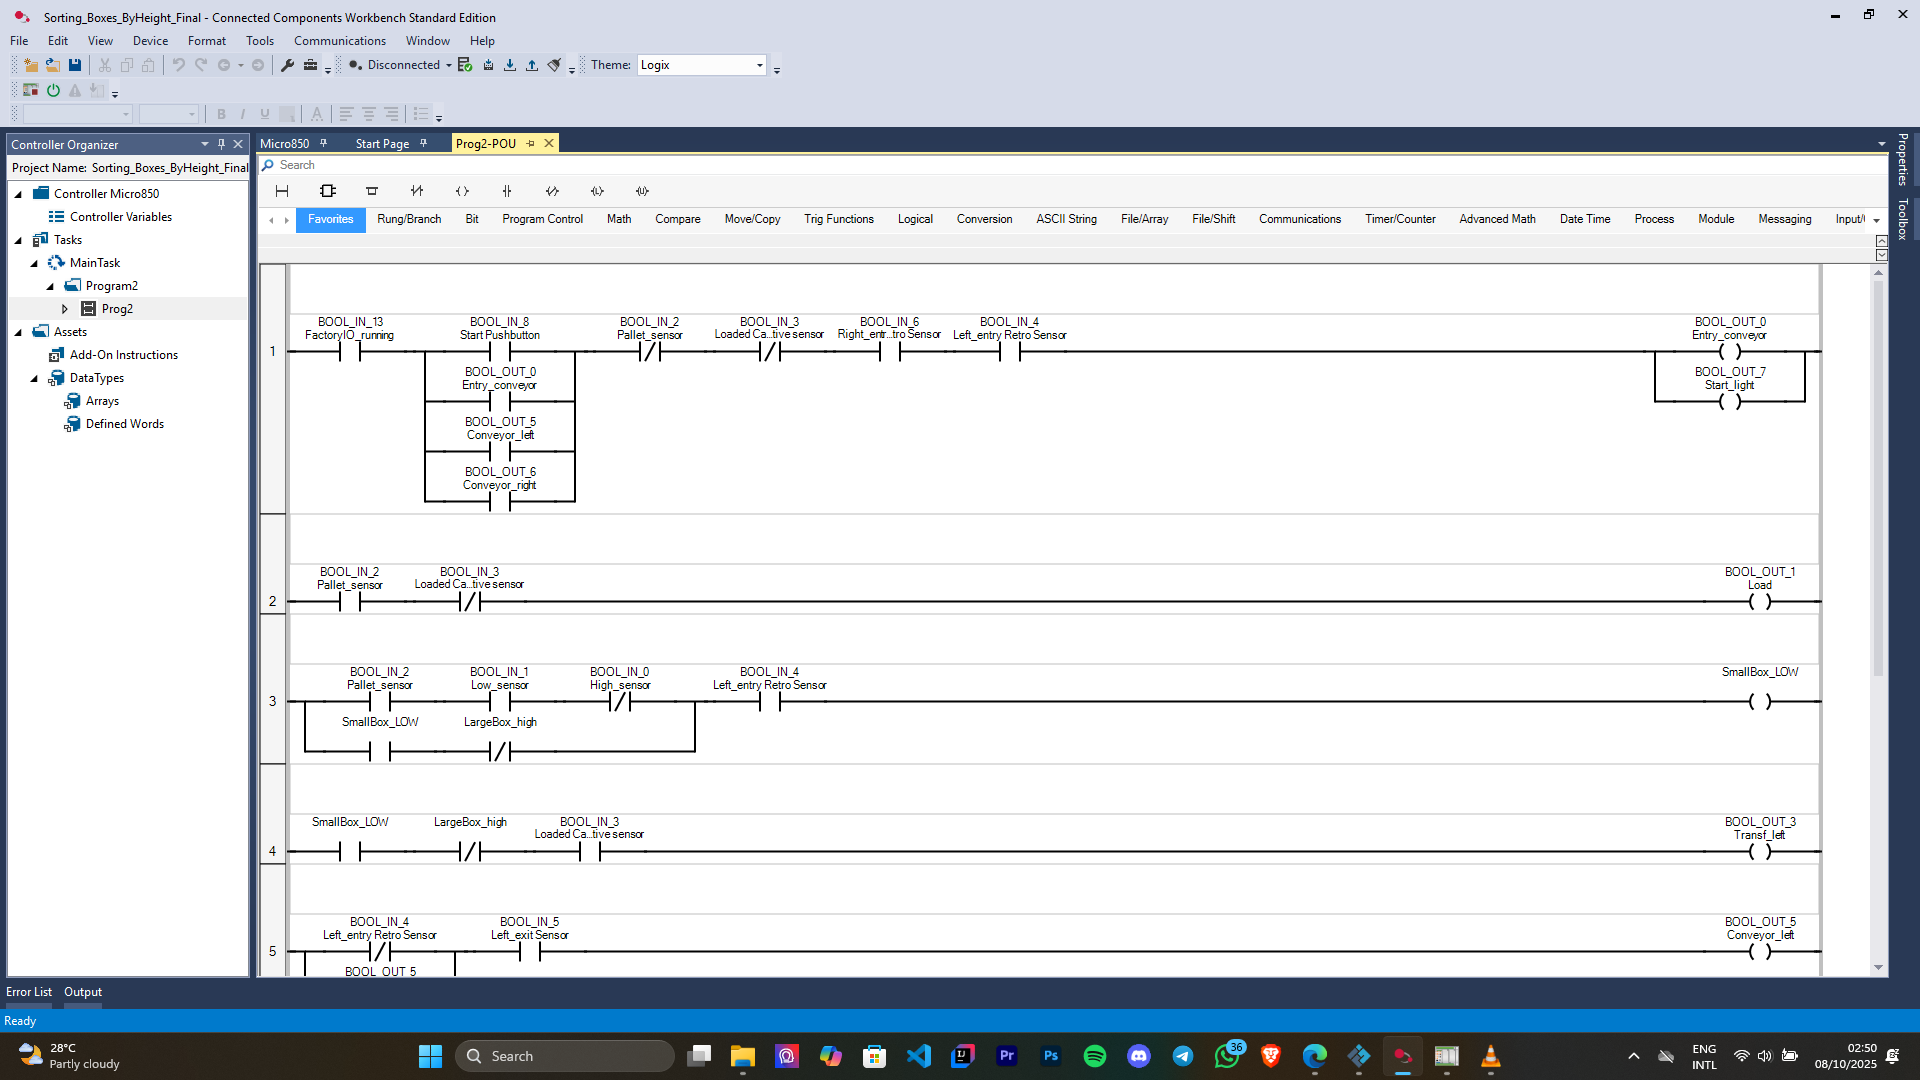 Sorting_Boxes_ByHeight_Final - Connected Components Workbench Standard Edition
File Edit View Device Format Tools Communications Window Help
Disconnected Theme: Logix
Controller Organizer
Micro850 Start Page Prog2-POU
Project Name: Sorting_Boxes_ByHeight_Final
Search
Controller Micro850
Controller Variables
Tasks
MainTask
Program2
Prog2
Assets
Add-On Instructions
DataTypes
Arrays
Defined Words
Favorites Rung/Branch Bit Program Control Math Compare Move/Copy Trig Functions Logical Conversion ASCII String File/Array File/Shift Communications Timer/Counter Advanced Math Date Time Process Module Messaging Input/
Properties
Toolbox
BOOL_IN_13 BOOL_IN_8 BOOL_IN_2 BOOL_IN_3 BOOL_IN_6 BOOL_IN_4 BOOL_OUT_0
FactoryIO_running Start Pushbutton Pallet_sensor Loaded Ca...tive sensor Right_entr...tro Sensor Left_entry Retro Sensor Entry_conveyor
1
BOOL_OUT_0 BOOL_OUT_7
Entry_conveyor Start_light
BOOL_OUT_5
Conveyor_left
BOOL_OUT_6
Conveyor_right
BOOL_IN_2 BOOL_IN_3 BOOL_OUT_1
Pallet_sensor Loaded Ca...tive sensor Load
2
BOOL_IN_2 BOOL_IN_1 BOOL_IN_0 BOOL_IN_4 SmallBox_LOW
Pallet_sensor Low_sensor High_sensor Left_entry Retro Sensor
3
SmallBox_LOW LargeBox_high
SmallBox_LOW LargeBox_high BOOL_IN_3 BOOL_OUT_3
Loaded Ca...tive sensor Transf_left
4
BOOL_IN_4 BOOL_IN_5 BOOL_OUT_5
Left_entry Retro Sensor Left_exit Sensor Conveyor_left
5
BOOL_OUT_5
Error List Output
Ready
28°C
Partly cloudy
Search
Pr
Ps
36
ENG
INTL
02:50
08/10/2025